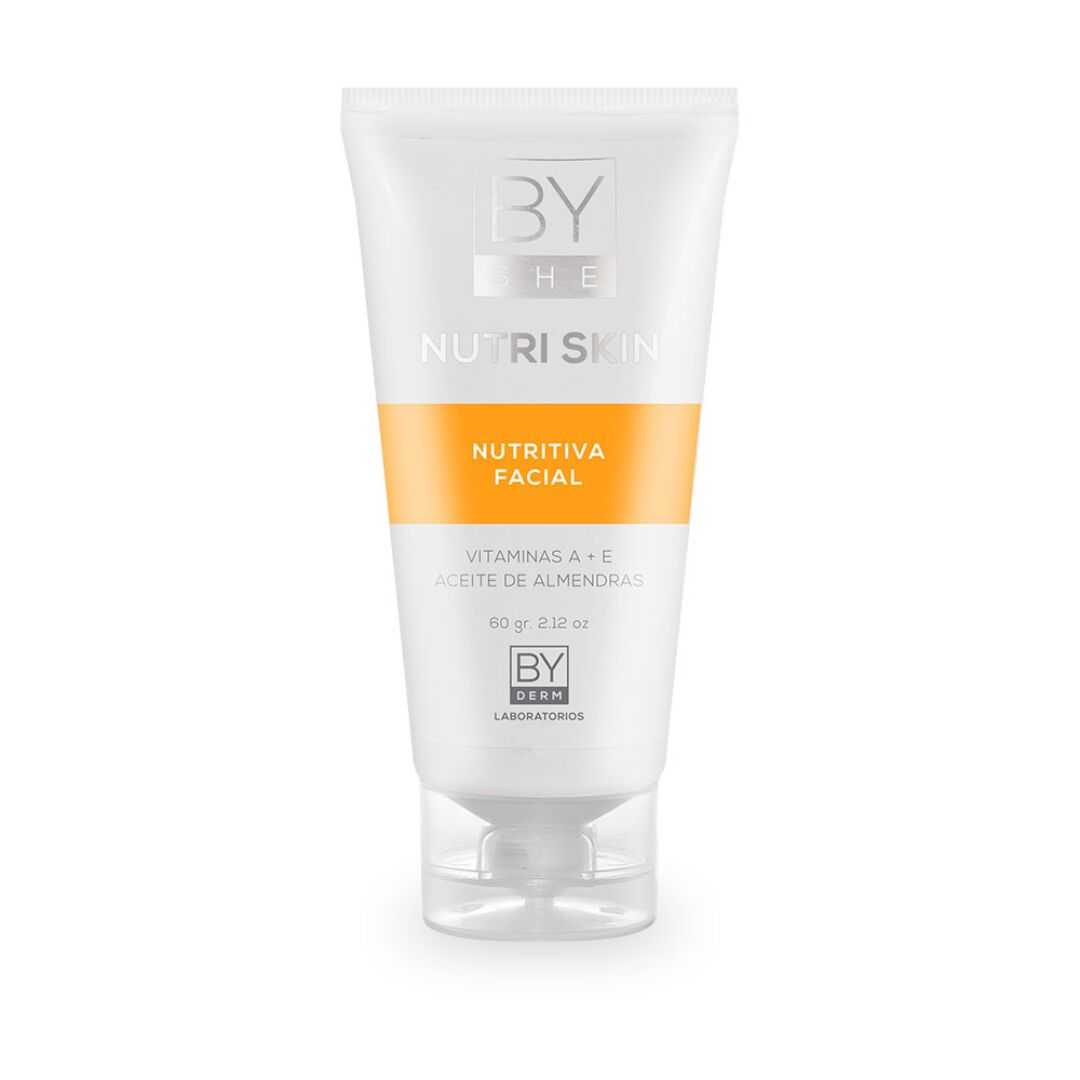 BY
SHE
NUTRI SKIN
NUTRITIVA
FACIAL
VITAMINAS A + E
ACEITE DE ALMENDRAS
60 gr. 2.12 oz
BY
DERM
LABORATORIOS